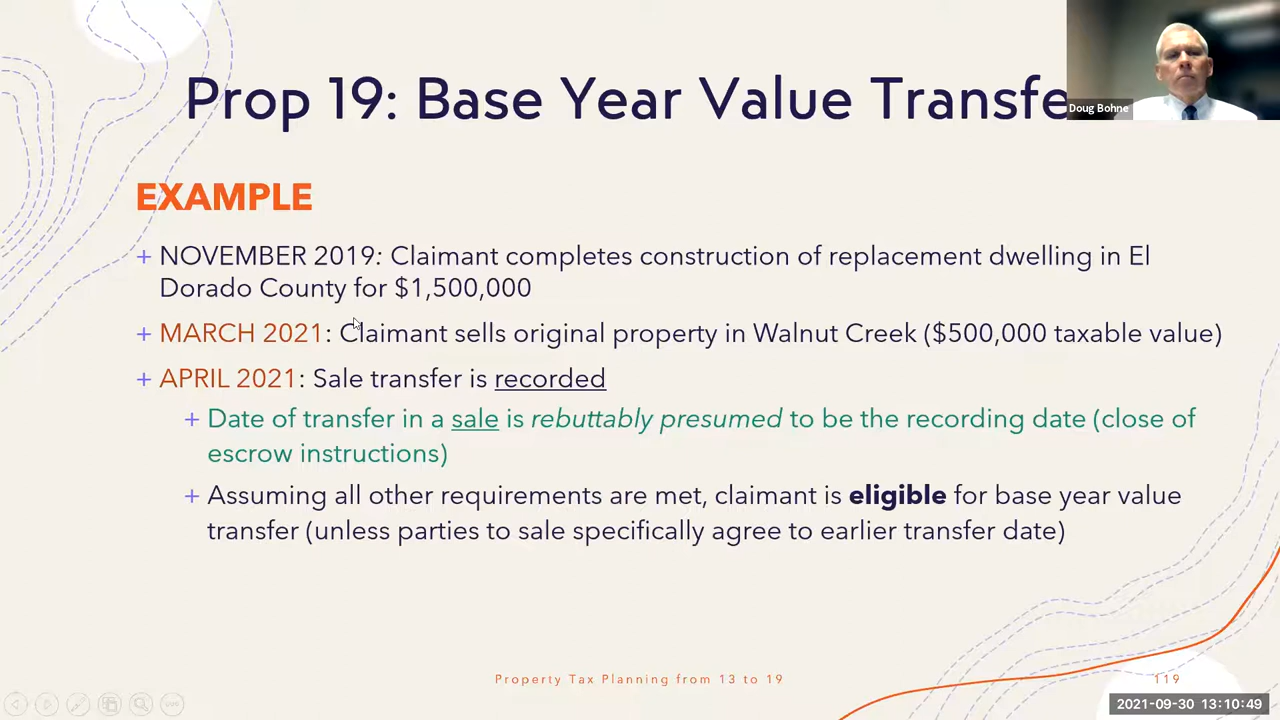 Prop 19: Base Year Value Transfe
Doug Bohne
EXAMPLE
+ NOVEMBER 2019: Claimant completes construction of replacement dwelling in El
Dorado County for $1,500,000
+ MARCH 2021: Claimant sells original property in Walnut Creek ($500,000 taxable value)
+ APRIL 2021: Sale transfer is recorded
+ Date of transfer in a sale is rebuttably presumed to be the recording date (close of
escrow instructions)
+ Assuming all other requirements are met, claimant is eligible for base year value
transfer (unless parties to sale specifically agree to earlier transfer date)
Property Tax Planning from 13 to 19
119
2021-09-30 13:10:49